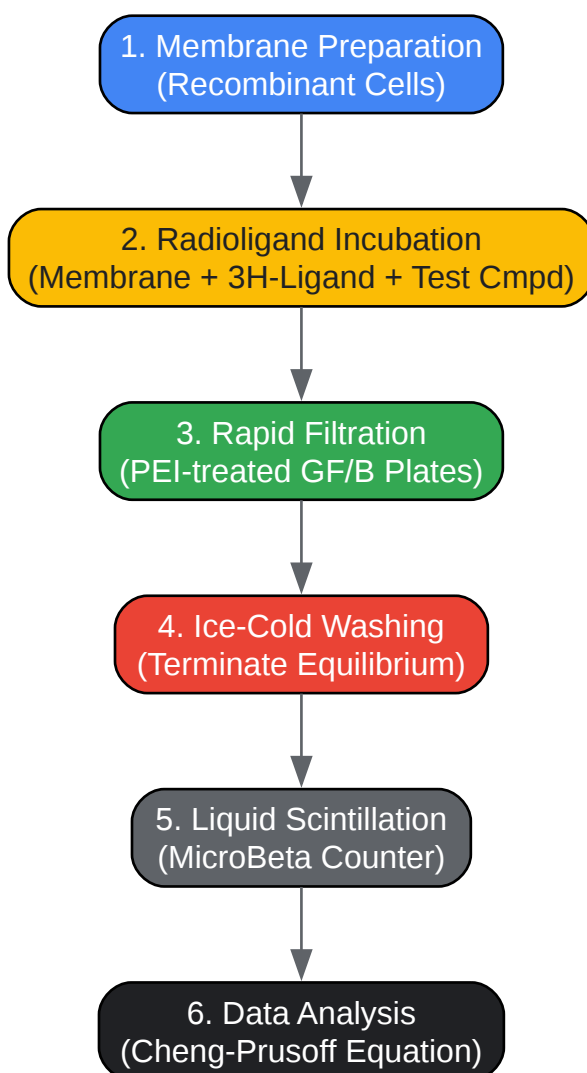 1. Membrane Preparation
(Recombinant Cells)
2. Radioligand Incubation
(Membrane + 3H-Ligand + Test Cmpd)
3. Rapid Filtration
(PEI-treated GF/B Plates)
4. Ice-Cold Washing
(Terminate Equilibrium)
5. Liquid Scintillation
(MicroBeta Counter)
6. Data Analysis
(Cheng-Prusoff Equation)